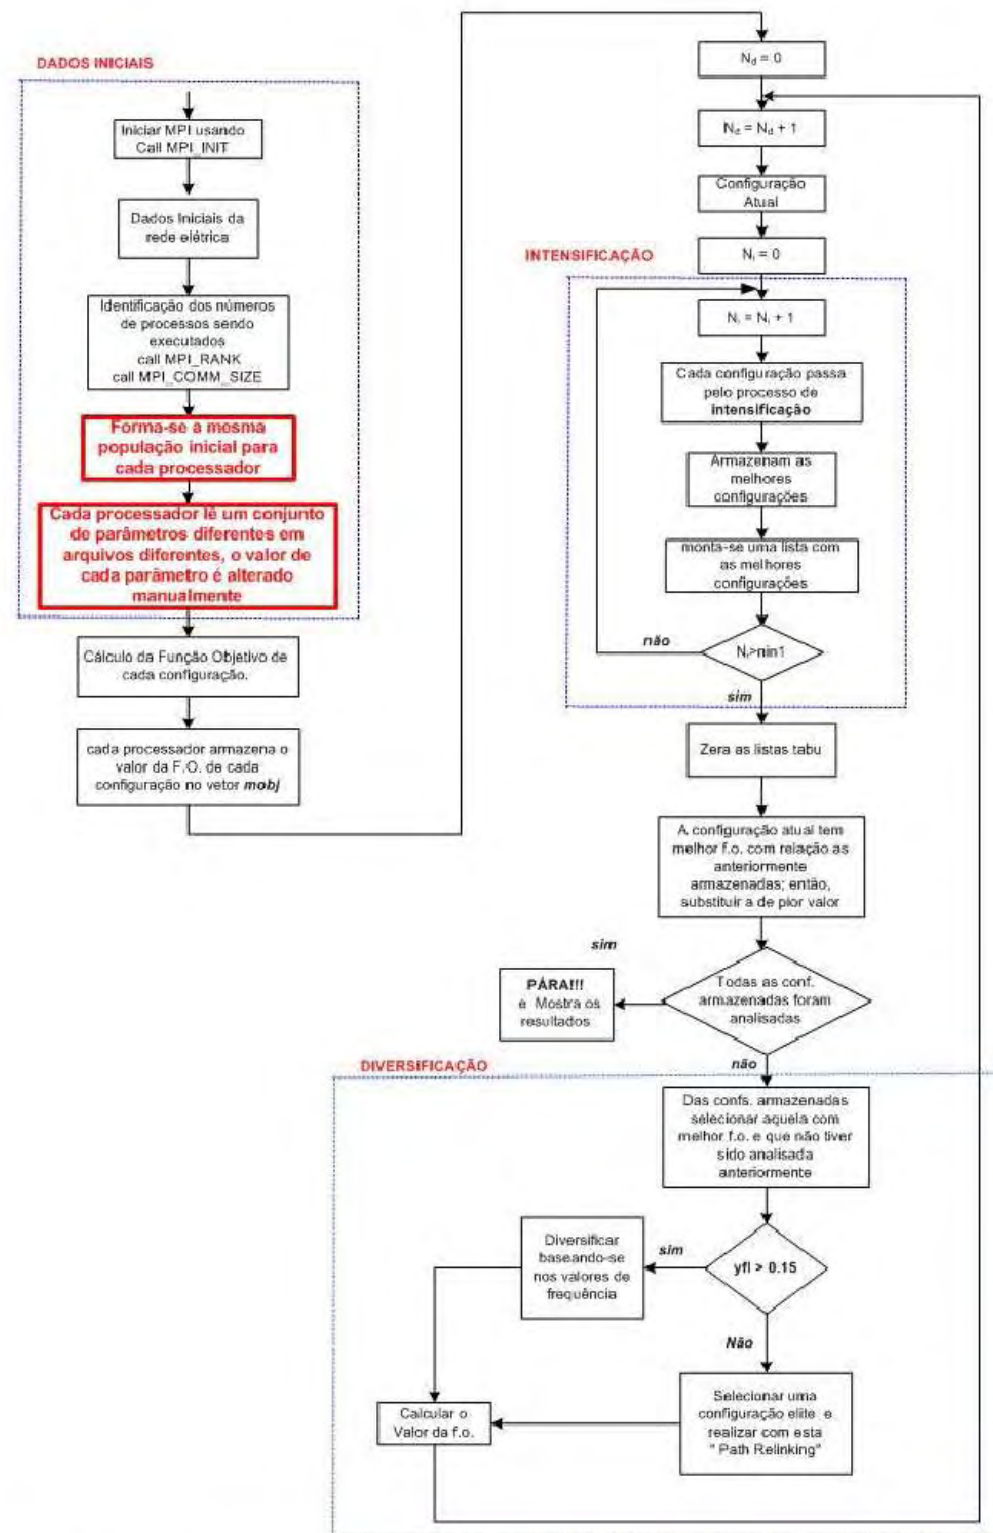 DADOS INICIAIS
Iniciar MPI usando
Call MPI_INIT
Dados Iniciais da
rede elétrica
Identificação dos números
de processos sendo
executados
call MPI_RANK
call MPI_COMM_SIZE
Forma-se a mesma
população inicial para
cada processador
Cada processador lê um conjunto
de parâmetros diferentes em
arquivos diferentes, o valor de
cada parâmetro é alterado
manualmente
Cálculo da Função Objetivo de
cada configuração.
cada processador armazena o
valor da F.O. de cada
configuração no vetor mobj
Nd = 0
Nd = Nd + 1
Configuração
Atual
Ni = 0
INTENSIFICAÇÃO
Ni = Ni + 1
Cada configuração passa
pelo processo de
intensificação
Armazenam as
melhores
configurações
monta-se uma lista com
as melhores
configurações
não
Ni>nin1
sim
Zera as listas tabu
A configuração atual tem
melhor f.o. com relação as
anteriormente
armazenadas; então,
substituir a de pior valor
sim
PÁRA!!!
e Mostra os
resultados
Todas as conf.
armazenadas foram
analisadas
não
DIVERSIFICAÇÃO
Das confs. armazenadas
selecionar aquela com
melhor f.o. e que não tiver
sido analisada
anteriormente
Diversificar
baseando-se
nos valores de
frequência
sim
yfl ≥ 0.15
Não
Calcular o
Valor da f.o.
Selecionar uma
configuração elite e
realizar com esta
" Path Relinking"